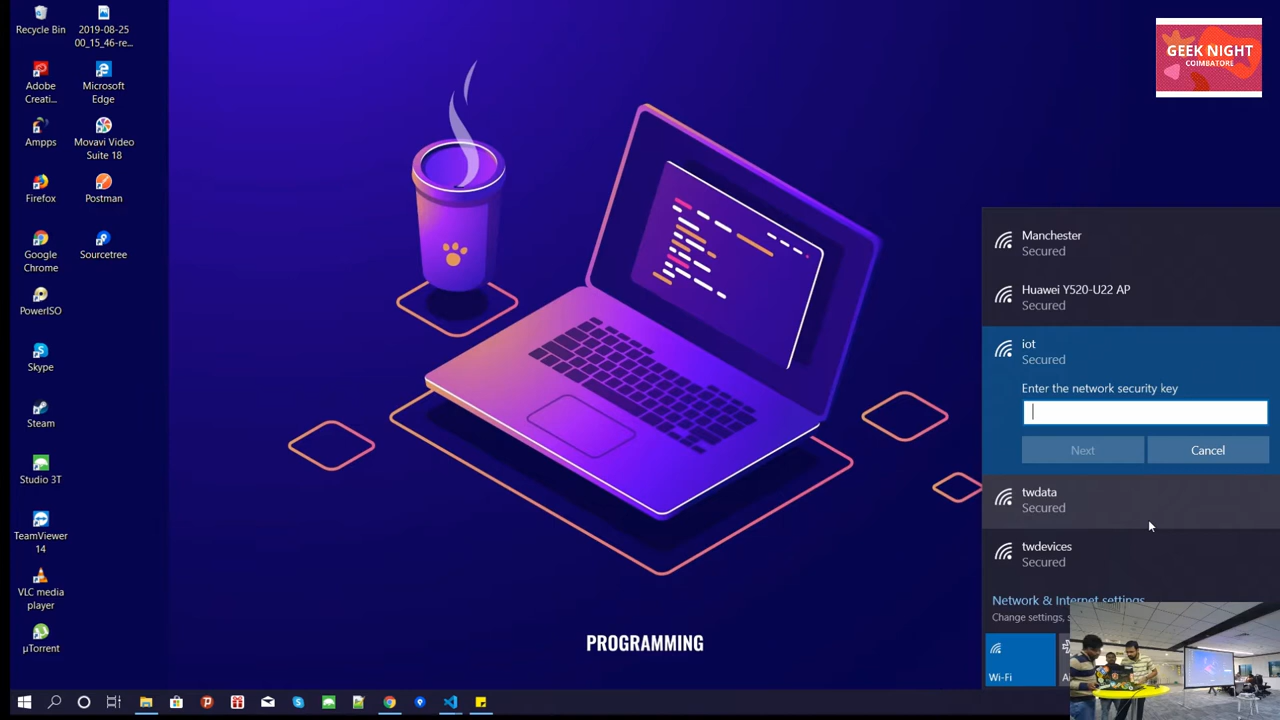 Recycle Bin
2019-08-25
00_15_46-re...
Adobe
Creati...
Microsoft
Edge
Ampps
Movavi Video
Suite 18
Firefox
Postman
Google
Chrome
Sourcetree
PowerISO
Skype
Steam
Studio 3T
TeamViewer
14
VLC media
player
µTorrent
PROGRAMMING
GEEK NIGHT
COIMBATORE
Manchester
Secured
Huawei Y520-U22 AP
Secured
iot
Secured
Enter the network security key
Next
Cancel
twdata
Secured
twdevices
Secured
Network & Internet settings
Change settings, s
Wi-Fi